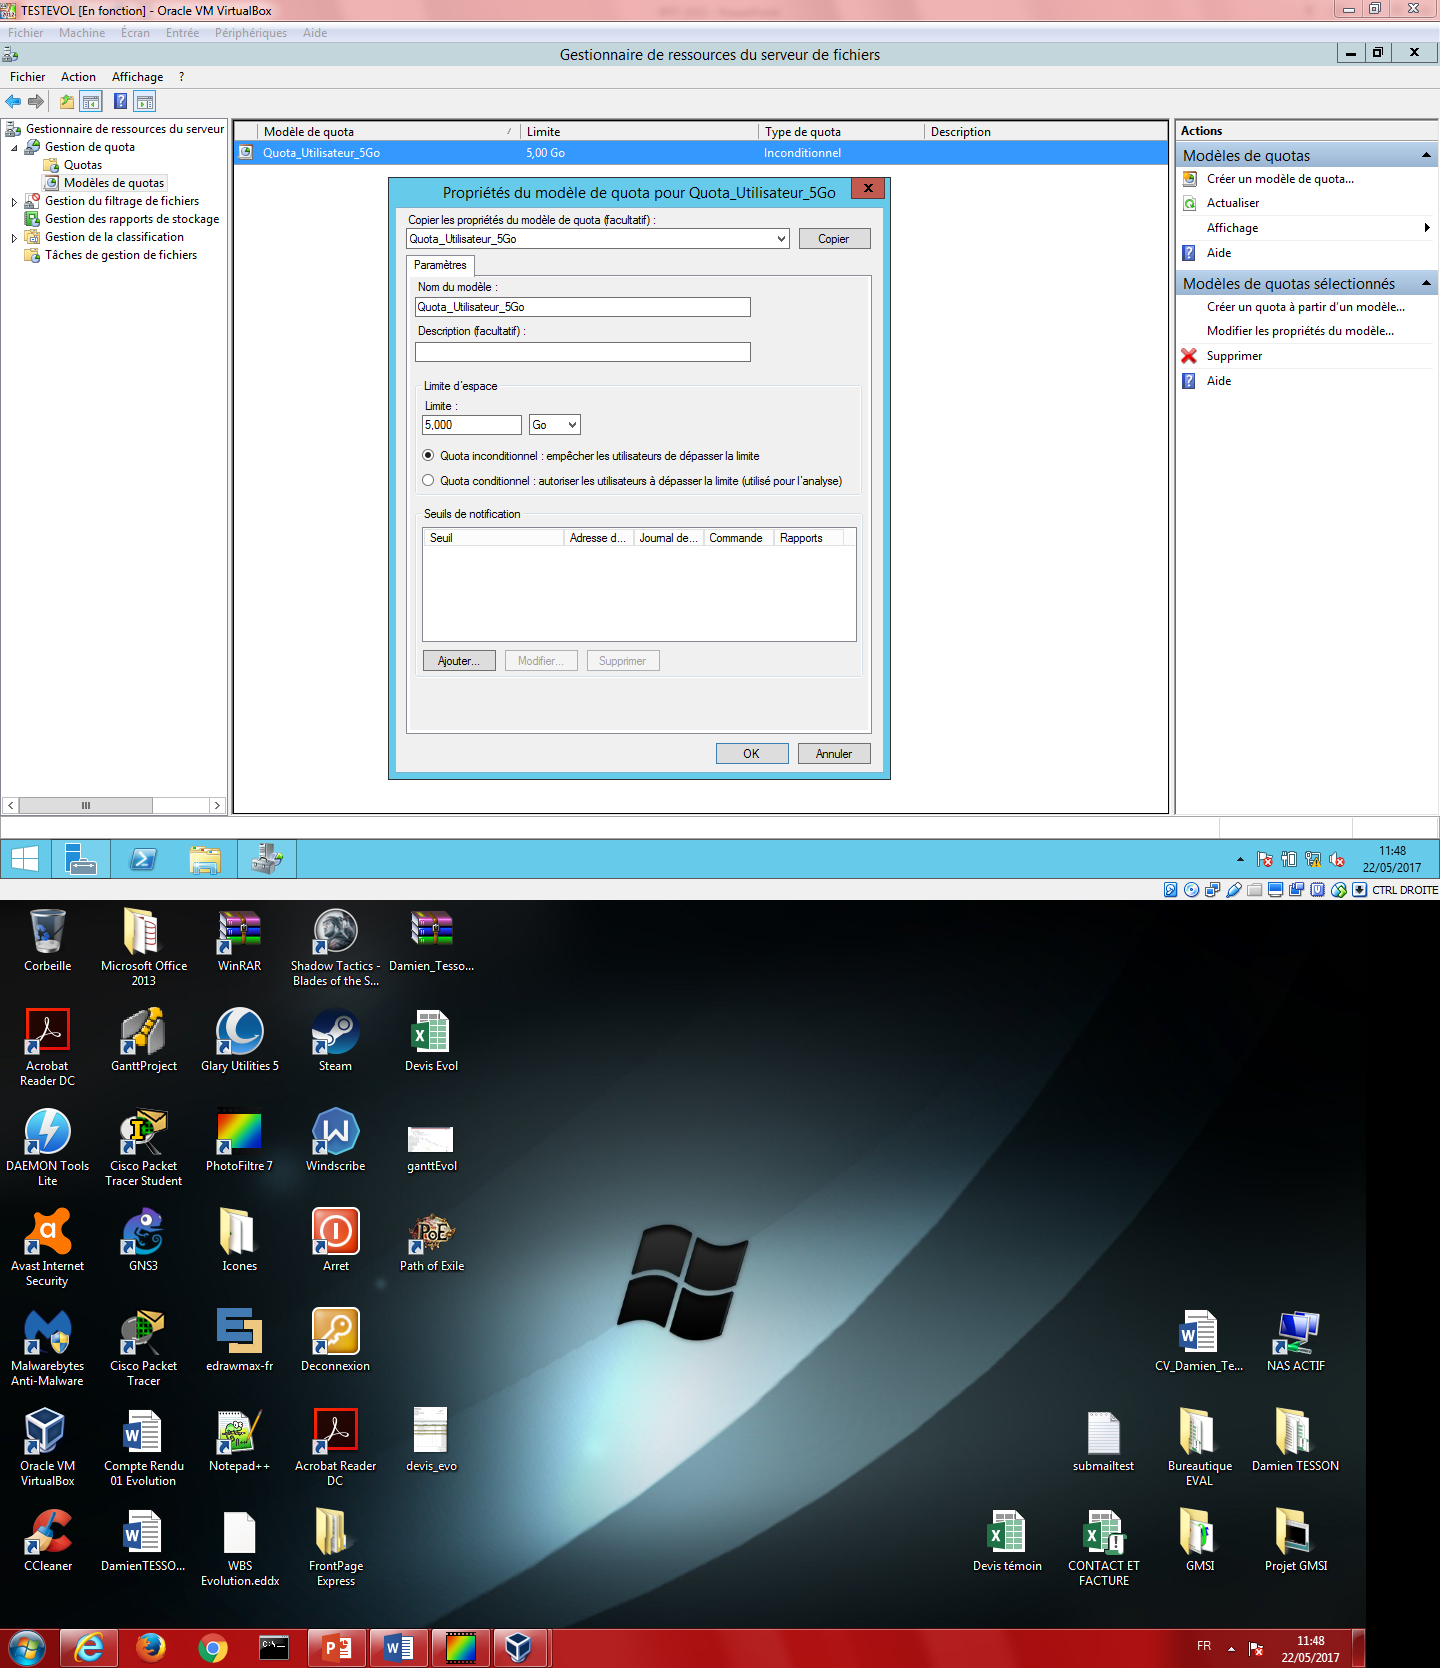 TESTEVOL [En fonction] - Oracle VM VirtualBox
Fichier Machine Écran Entrée Périphériques Aide
Gestionnaire de ressources du serveur de fichiers
Fichier Action Affichage ?
Gestionnaire de ressources du serveur
Gestion de quota
Quotas
Modèles de quotas
Gestion du filtrage de fichiers
Gestion des rapports de stockage
Gestion de la classification
Tâches de gestion de fichiers
Modèle de quota Limite Type de quota Description
Quota_Utilisateur_5Go 5,00 Go Inconditionnel
Propriétés du modèle de quota pour Quota_Utilisateur_5Go
Copier les propriétés du modèle de quota (facultatif) :
Quota_Utilisateur_5Go Copier
Paramètres
Nom du modèle :
Quota_Utilisateur_5Go
Description (facultatif) :
Limite d'espace
Limite :
5,000 Go
Quota inconditionnel : empêcher les utilisateurs de dépasser la limite
Quota conditionnel : autoriser les utilisateurs à dépasser la limite (utilisé pour l'analyse)
Seuils de notification
Seuil Adresse d... Journal de... Commande Rapports
Ajouter... Modifier... Supprimer
OK Annuler
Actions
Modèles de quotas
Créer un modèle de quota...
Actualiser
Affichage
Aide
Modèles de quotas sélectionnés
Créer un quota à partir d'un modèle...
Modifier les propriétés du modèle...
Supprimer
Aide
11:48
22/05/2017
CTRL DROITE
Corbeille
Microsoft Office
2013
WinRAR
Shadow Tactics -
Blades of the S...
Damien_Tesso...
Acrobat
Reader DC
GanttProject
Glary Utilities 5
Steam
Devis Evol
DAEMON Tools
Lite
Cisco Packet
Tracer Student
PhotoFiltre 7
Windscribe
ganttEvol
Avast Internet
Security
GNS3
Icones
Arret
Path of Exile
Malwarebytes
Anti-Malware
Cisco Packet
Tracer
edrawmax-fr
Deconnexion
CV_Damien_Te...
NAS ACTIF
Oracle VM
VirtualBox
Compte Rendu
01 Evolution
Notepad++
Acrobat Reader
DC
devis_evo
submailtest
Bureautique
EVAL
Damien TESSON
CCleaner
DamienTESSO...
WBS
Evolution.eddx
FrontPage
Express
Devis témoin
CONTACT ET
FACTURE
GMSI
Projet GMSI
FR
11:48
22/05/2017